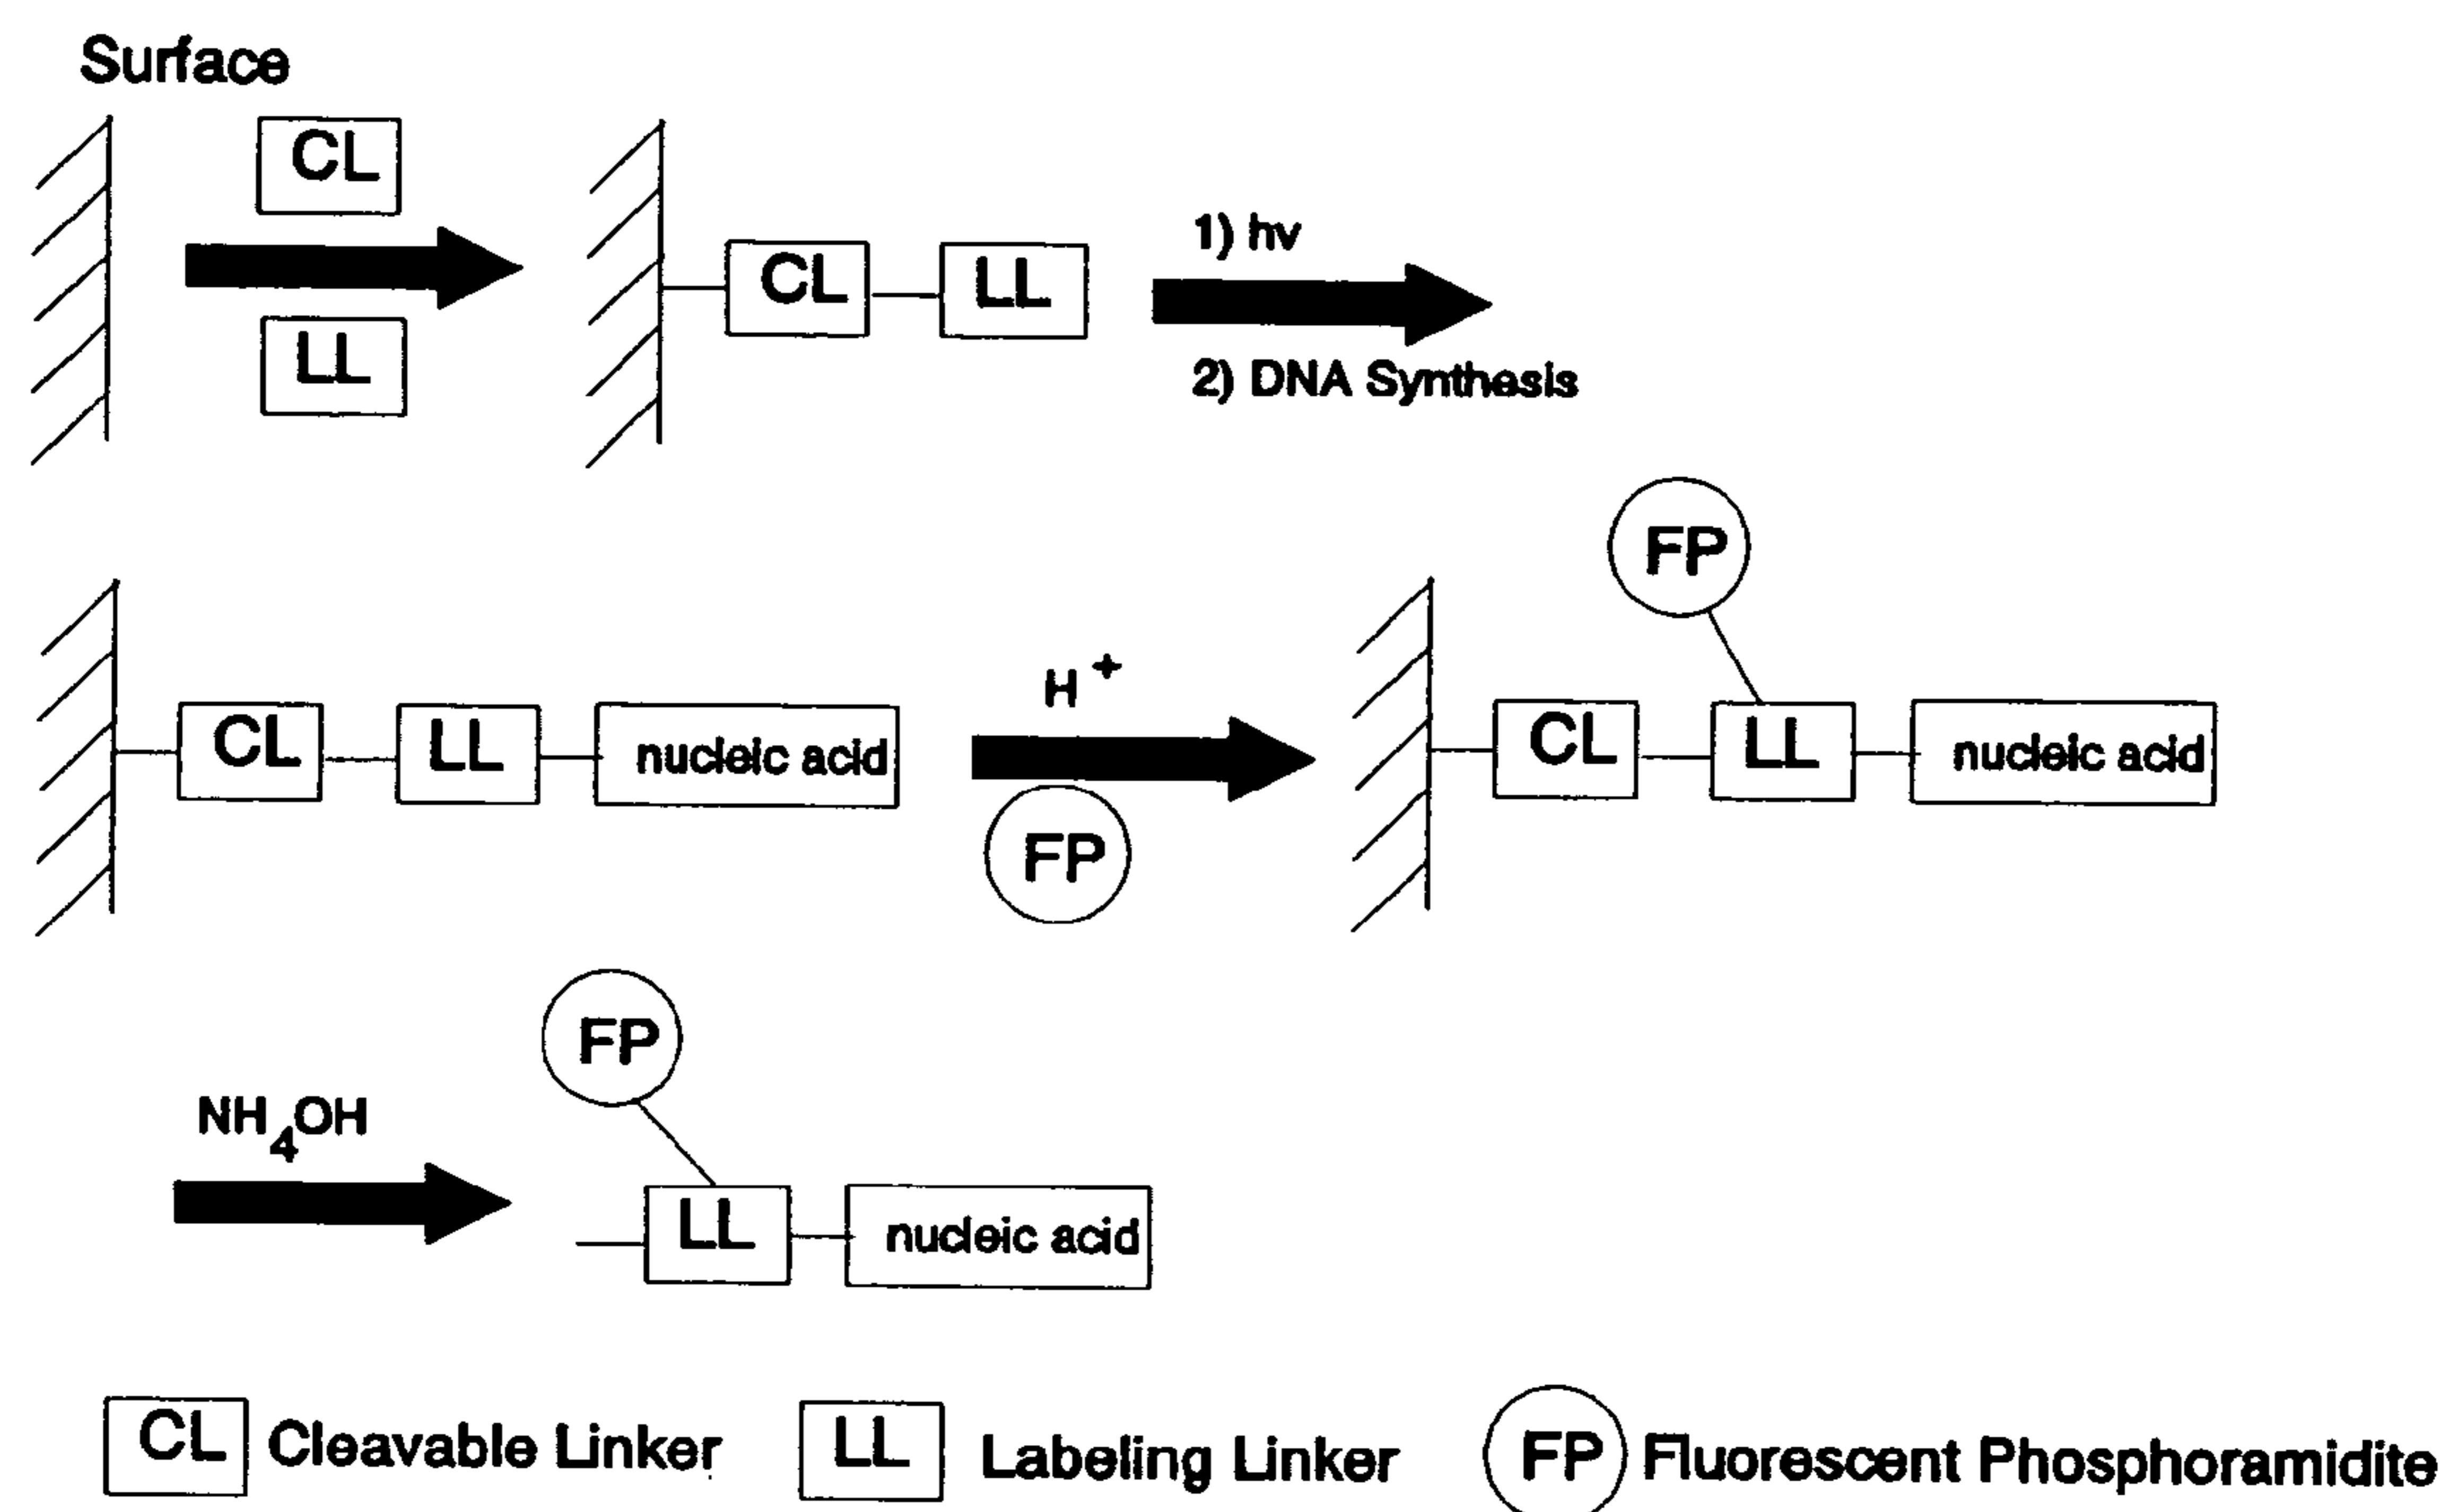 Surface
CL
LL
CL LL
1) hv
2) DNA Synthesis
CL LL nucleic acid
H+
FP
FP
CL LL nucleic acid
NH4OH
FP
LL nucleic acid
CL Cleavable Linker LL Labeling Linker FP Fluorescent Phosphoramidite